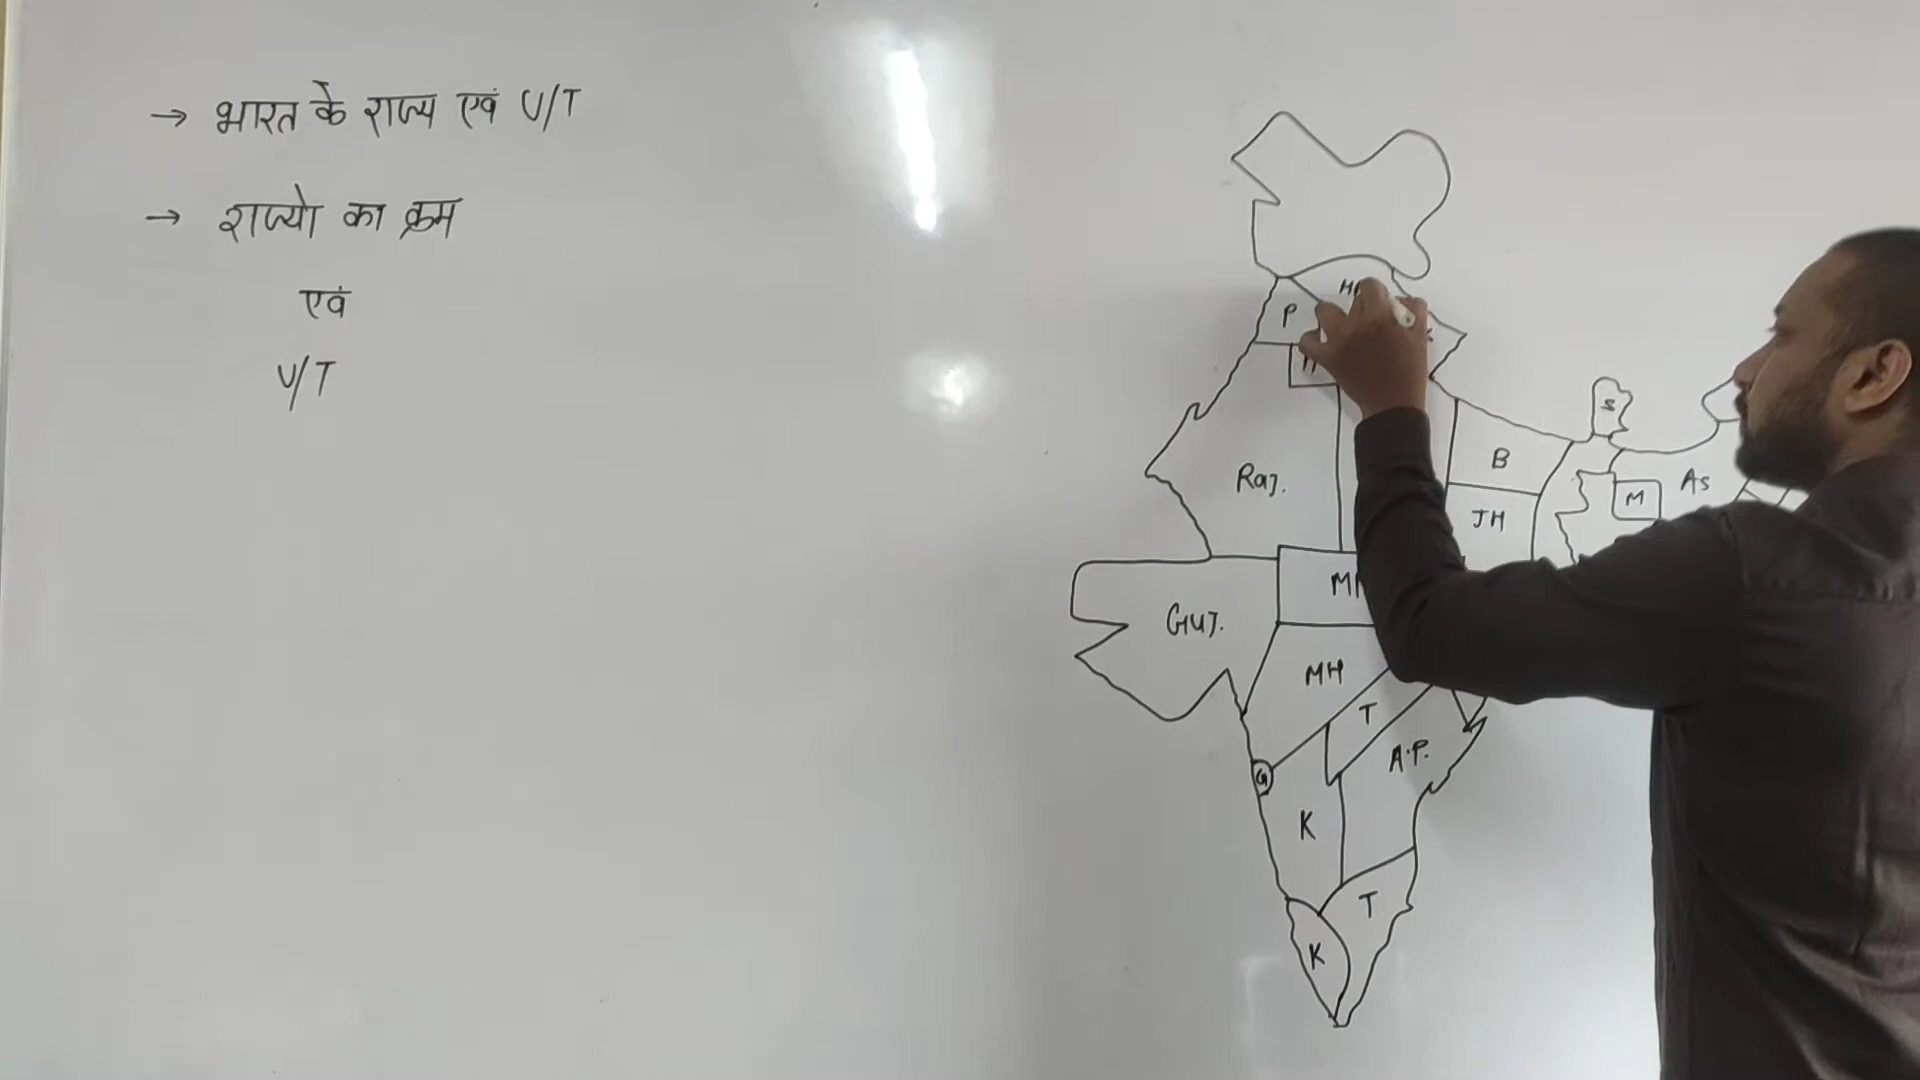 → भारत के राज्य एवं U/T
→ राज्यो का क्रम
एवं
U/T
P
Raj.
Guj.
MH
T
A.P.
G
K
T
K
B
JH
S
M
As